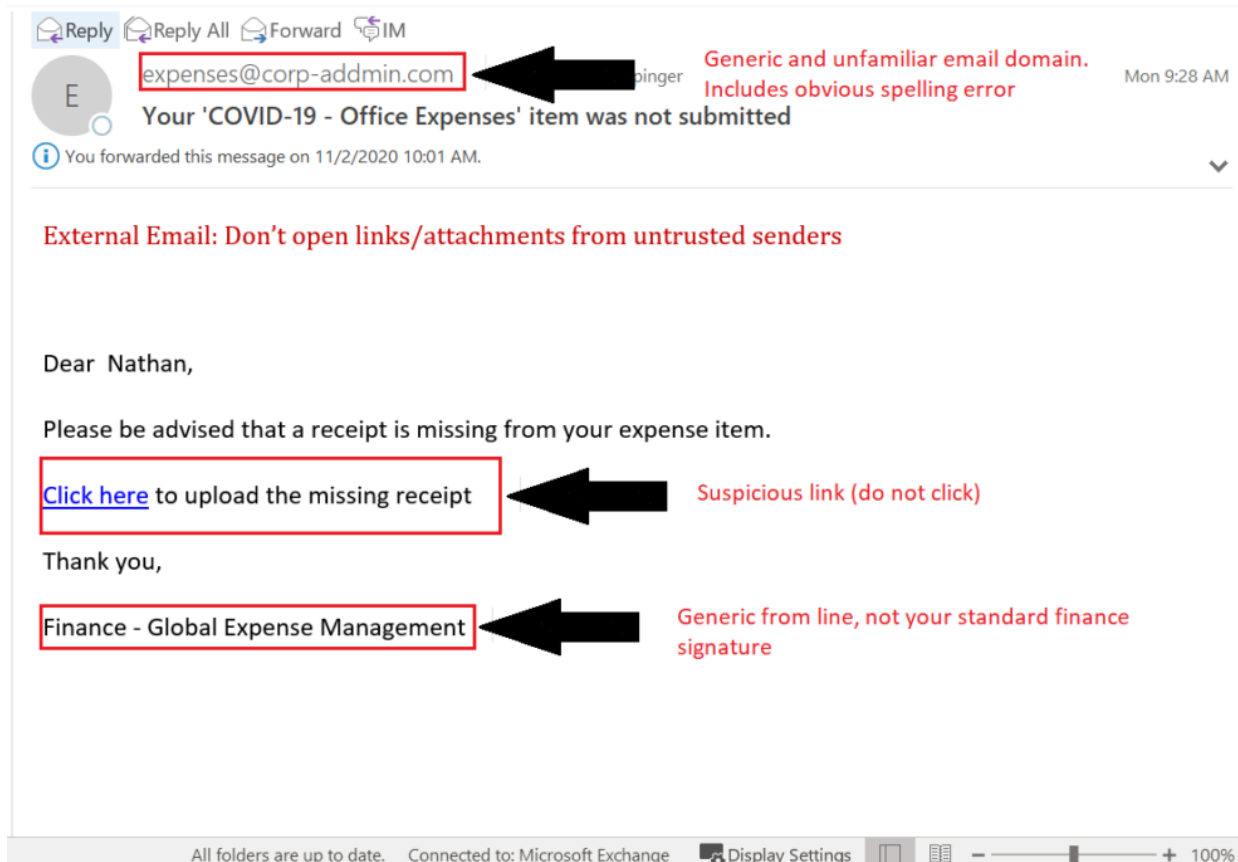 Reply Reply All Forward IM
expenses@corp-addmin.com
pinger
Generic and unfamiliar email domain.
Includes obvious spelling error
Mon 9:28 AM
E
Your 'COVID-19 - Office Expenses' item was not submitted
You forwarded this message on 11/2/2020 10:01 AM.
External Email: Don't open links/attachments from untrusted senders
Dear  Nathan,
Please be advised that a receipt is missing from your expense item.
Click here to upload the missing receipt
Suspicious link (do not click)
Thank you,
Finance - Global Expense Management
Generic from line, not your standard finance
signature
All folders are up to date. Connected to: Microsoft Exchange Display Settings 100%